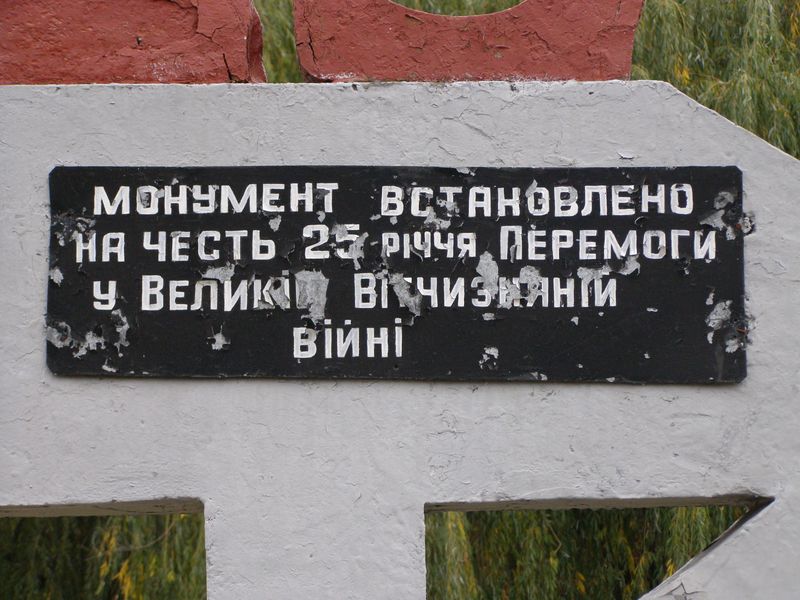 МОНУМЕНТ ВСТАНОВЛЕНО
НА ЧЕСТЬ 25 РІЧЧЯ ПЕРЕМОГИ
У ВЕЛИКІЙ ВІТЧИЗНЯНІЙ
ВІЙНІ